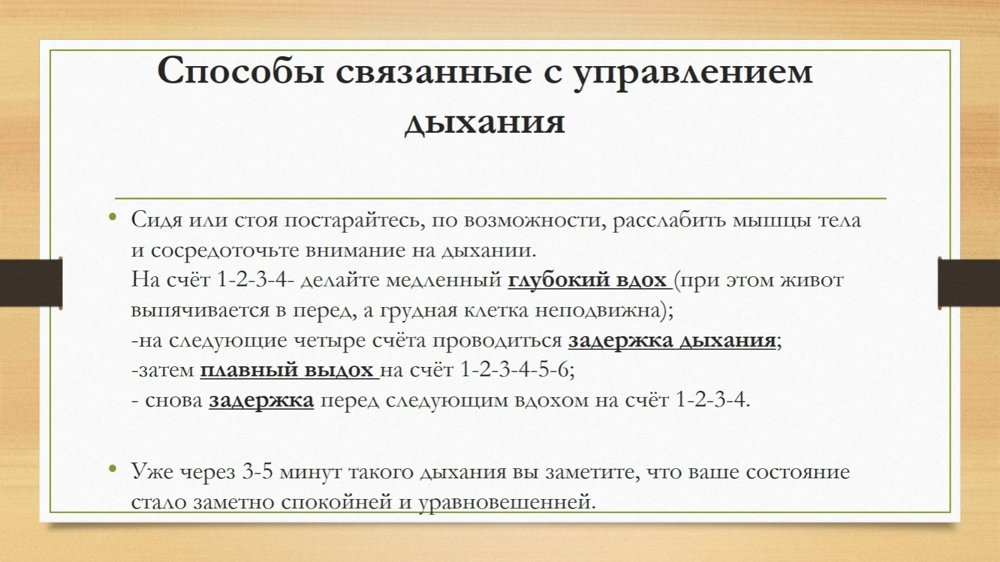 Способы связанные с управлением
дыхания
• Сидя или стоя постарайтесь, по возможности, расслабить мышцы тела
и сосредоточьте внимание на дыхании.
На счёт 1-2-3-4- делайте медленный глубокий вдох (при этом живот
выпячивается в перед, а грудная клетка неподвижна);
-на следующие четыре счёта проводиться задержка дыхания;
-затем плавный выдох на счёт 1-2-3-4-5-6;
- снова задержка перед следующим вдохом на счёт 1-2-3-4.
• Уже через 3-5 минут такого дыхания вы заметите, что ваше состояние
стало заметно спокойней и уравновешенней.